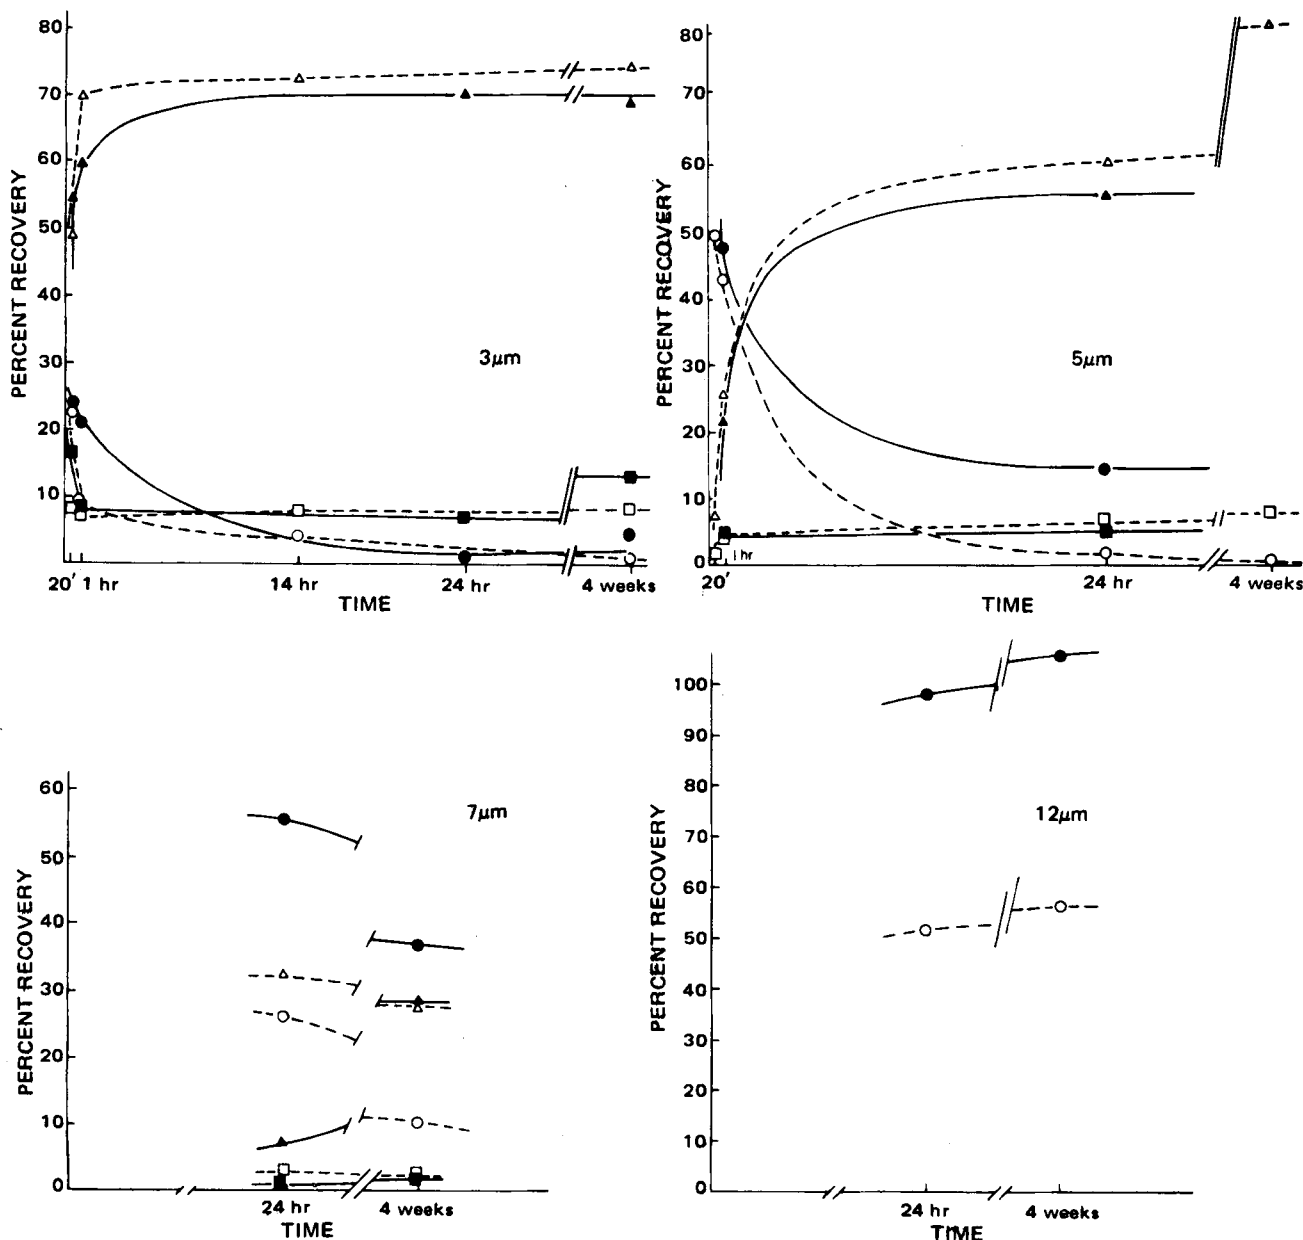 80
70
60
50
40
30
20
10
PERCENT RECOVERY
3μm
20' 1 hr 14 hr 24 hr 4 weeks
TIME
80
70
60
50
40
30
20
10
0
PERCENT RECOVERY
5μm
1 hr
20' 24 hr 4 weeks
TIME
60
50
40
30
20
10
0
PERCENT RECOVERY
7μm
24 hr 4 weeks
TIME
100
90
80
70
60
50
40
30
20
10
0
PERCENT RECOVERY
12μm
24 hr 4 weeks
TIME